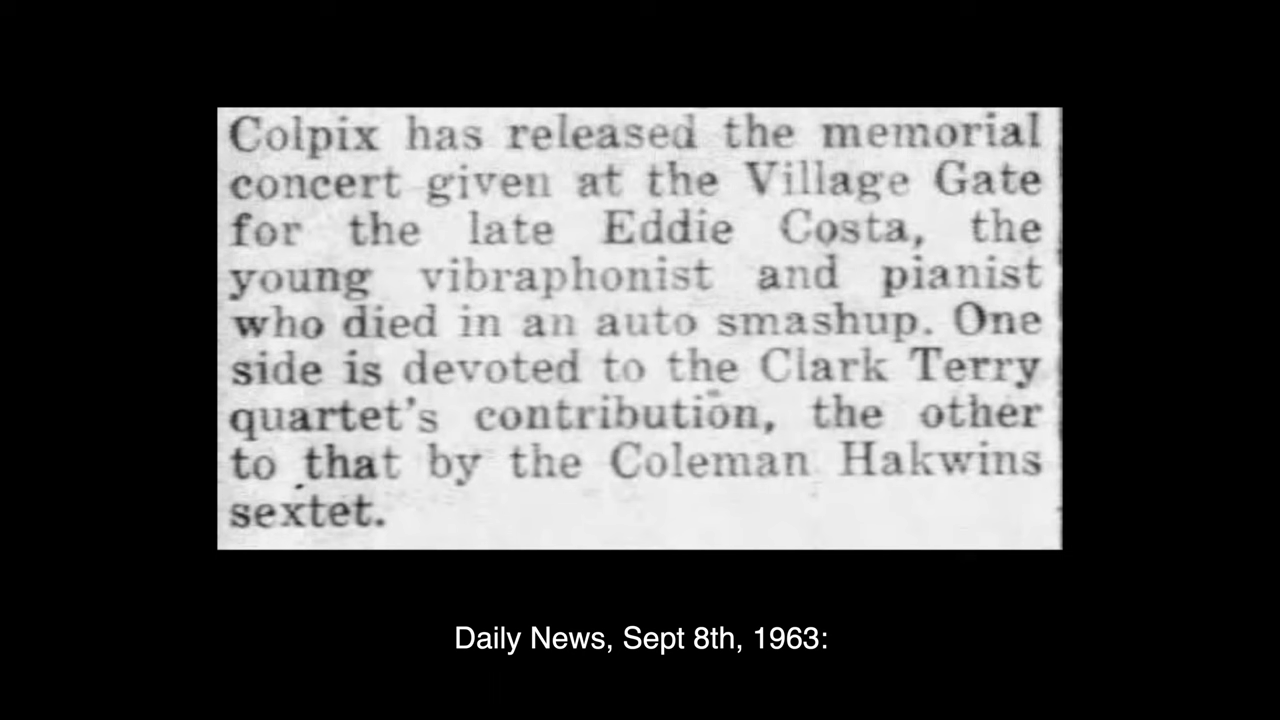 Colpix has released the memorial
concert given at the Village Gate
for the late Eddie Costa, the
young vibraphonist and pianist
who died in an auto smashup. One
side is devoted to the Clark Terry
quartet's contribution, the other
to that by the Coleman Hakwins
sextet.
Daily News, Sept 8th, 1963: